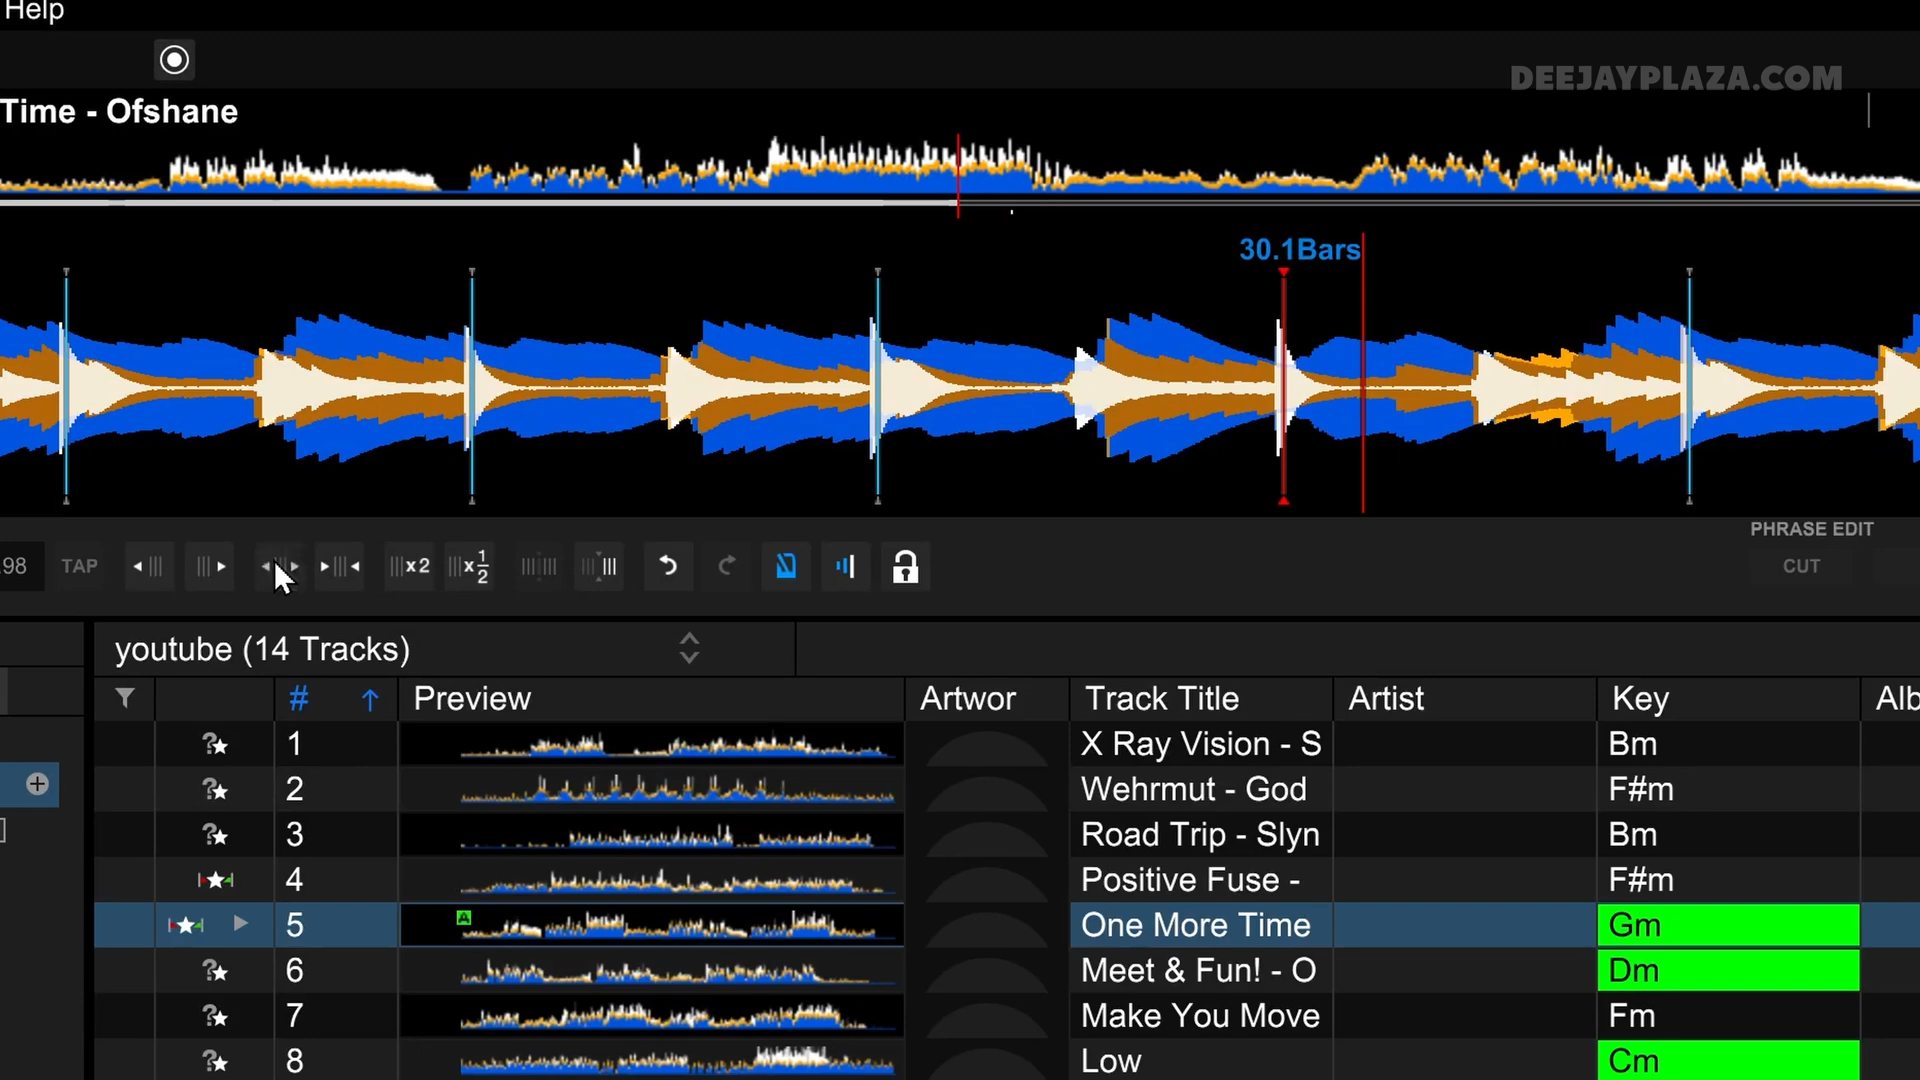 Help
DEEJAYPLAZA.COM
Time - Ofshane
30.1Bars
PHRASE EDIT
.98
TAP
x2
x1/2
CUT
youtube (14 Tracks)
# Preview Artwor Track Title Artist Key Alb
1 X Ray Vision - S Bm
2 Wehrmut - God F#m
3 Road Trip - Slyn Bm
4 Positive Fuse - F#m
5 A One More Time Gm
6 Meet & Fun! - O Dm
7 Make You Move Fm
8 Low Cm